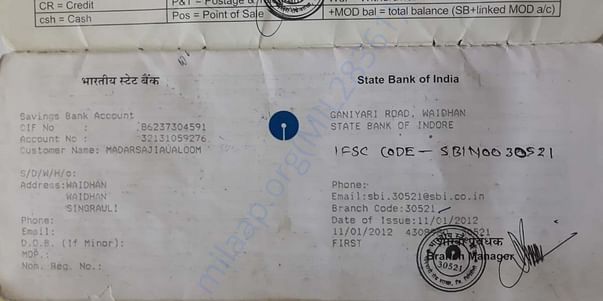 CR = Credit
csh = Cash
P&T = Postage &
Pos = Point of Sale
+MOD bal = total balance (SB+linked MOD a/c)
भारतीय स्टेट बैंक
State Bank of India
Savings Bank Account
CIF No : 86237304591
Account No : 32131059276
Customer Name: MADARSAJIAUALOOM
S/D/W/H/o:
Address:WAIDHAN
WAIDHAN
SINGRAULI
Phone:
Email:
D.O.B. (If Minor):
MOP.:
Nom. Reg. No.:
GANIYARI ROAD, WAIDHAN
STATE BANK OF INDORE
IFSC CODE - SBIN0030521
Phone:
Email:sbi.30521@sbi.co.in
Branch Code:30521
Date of Issue:11/01/2012
11/01/2012
FIRST
Branch Manager
30521
milaap.org